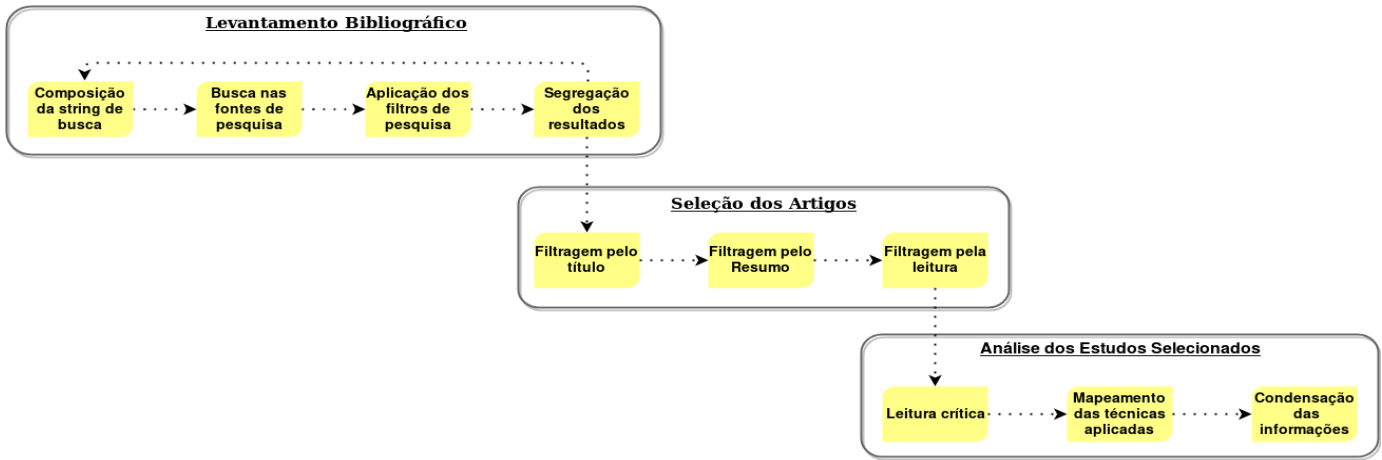 Levantamento Bibliográfico
Composição
da string de
busca
Busca nas
fontes de
pesquisa
Aplicação dos
filtros de
pesquisa
Segregação
dos
resultados
Seleção dos Artigos
Filtragem pelo
título
Filtragem pelo
Resumo
Filtragem pela
leitura
Análise dos Estudos Selecionados
Leitura crítica
Mapeamento
das técnicas
aplicadas
Condensação
das
informações